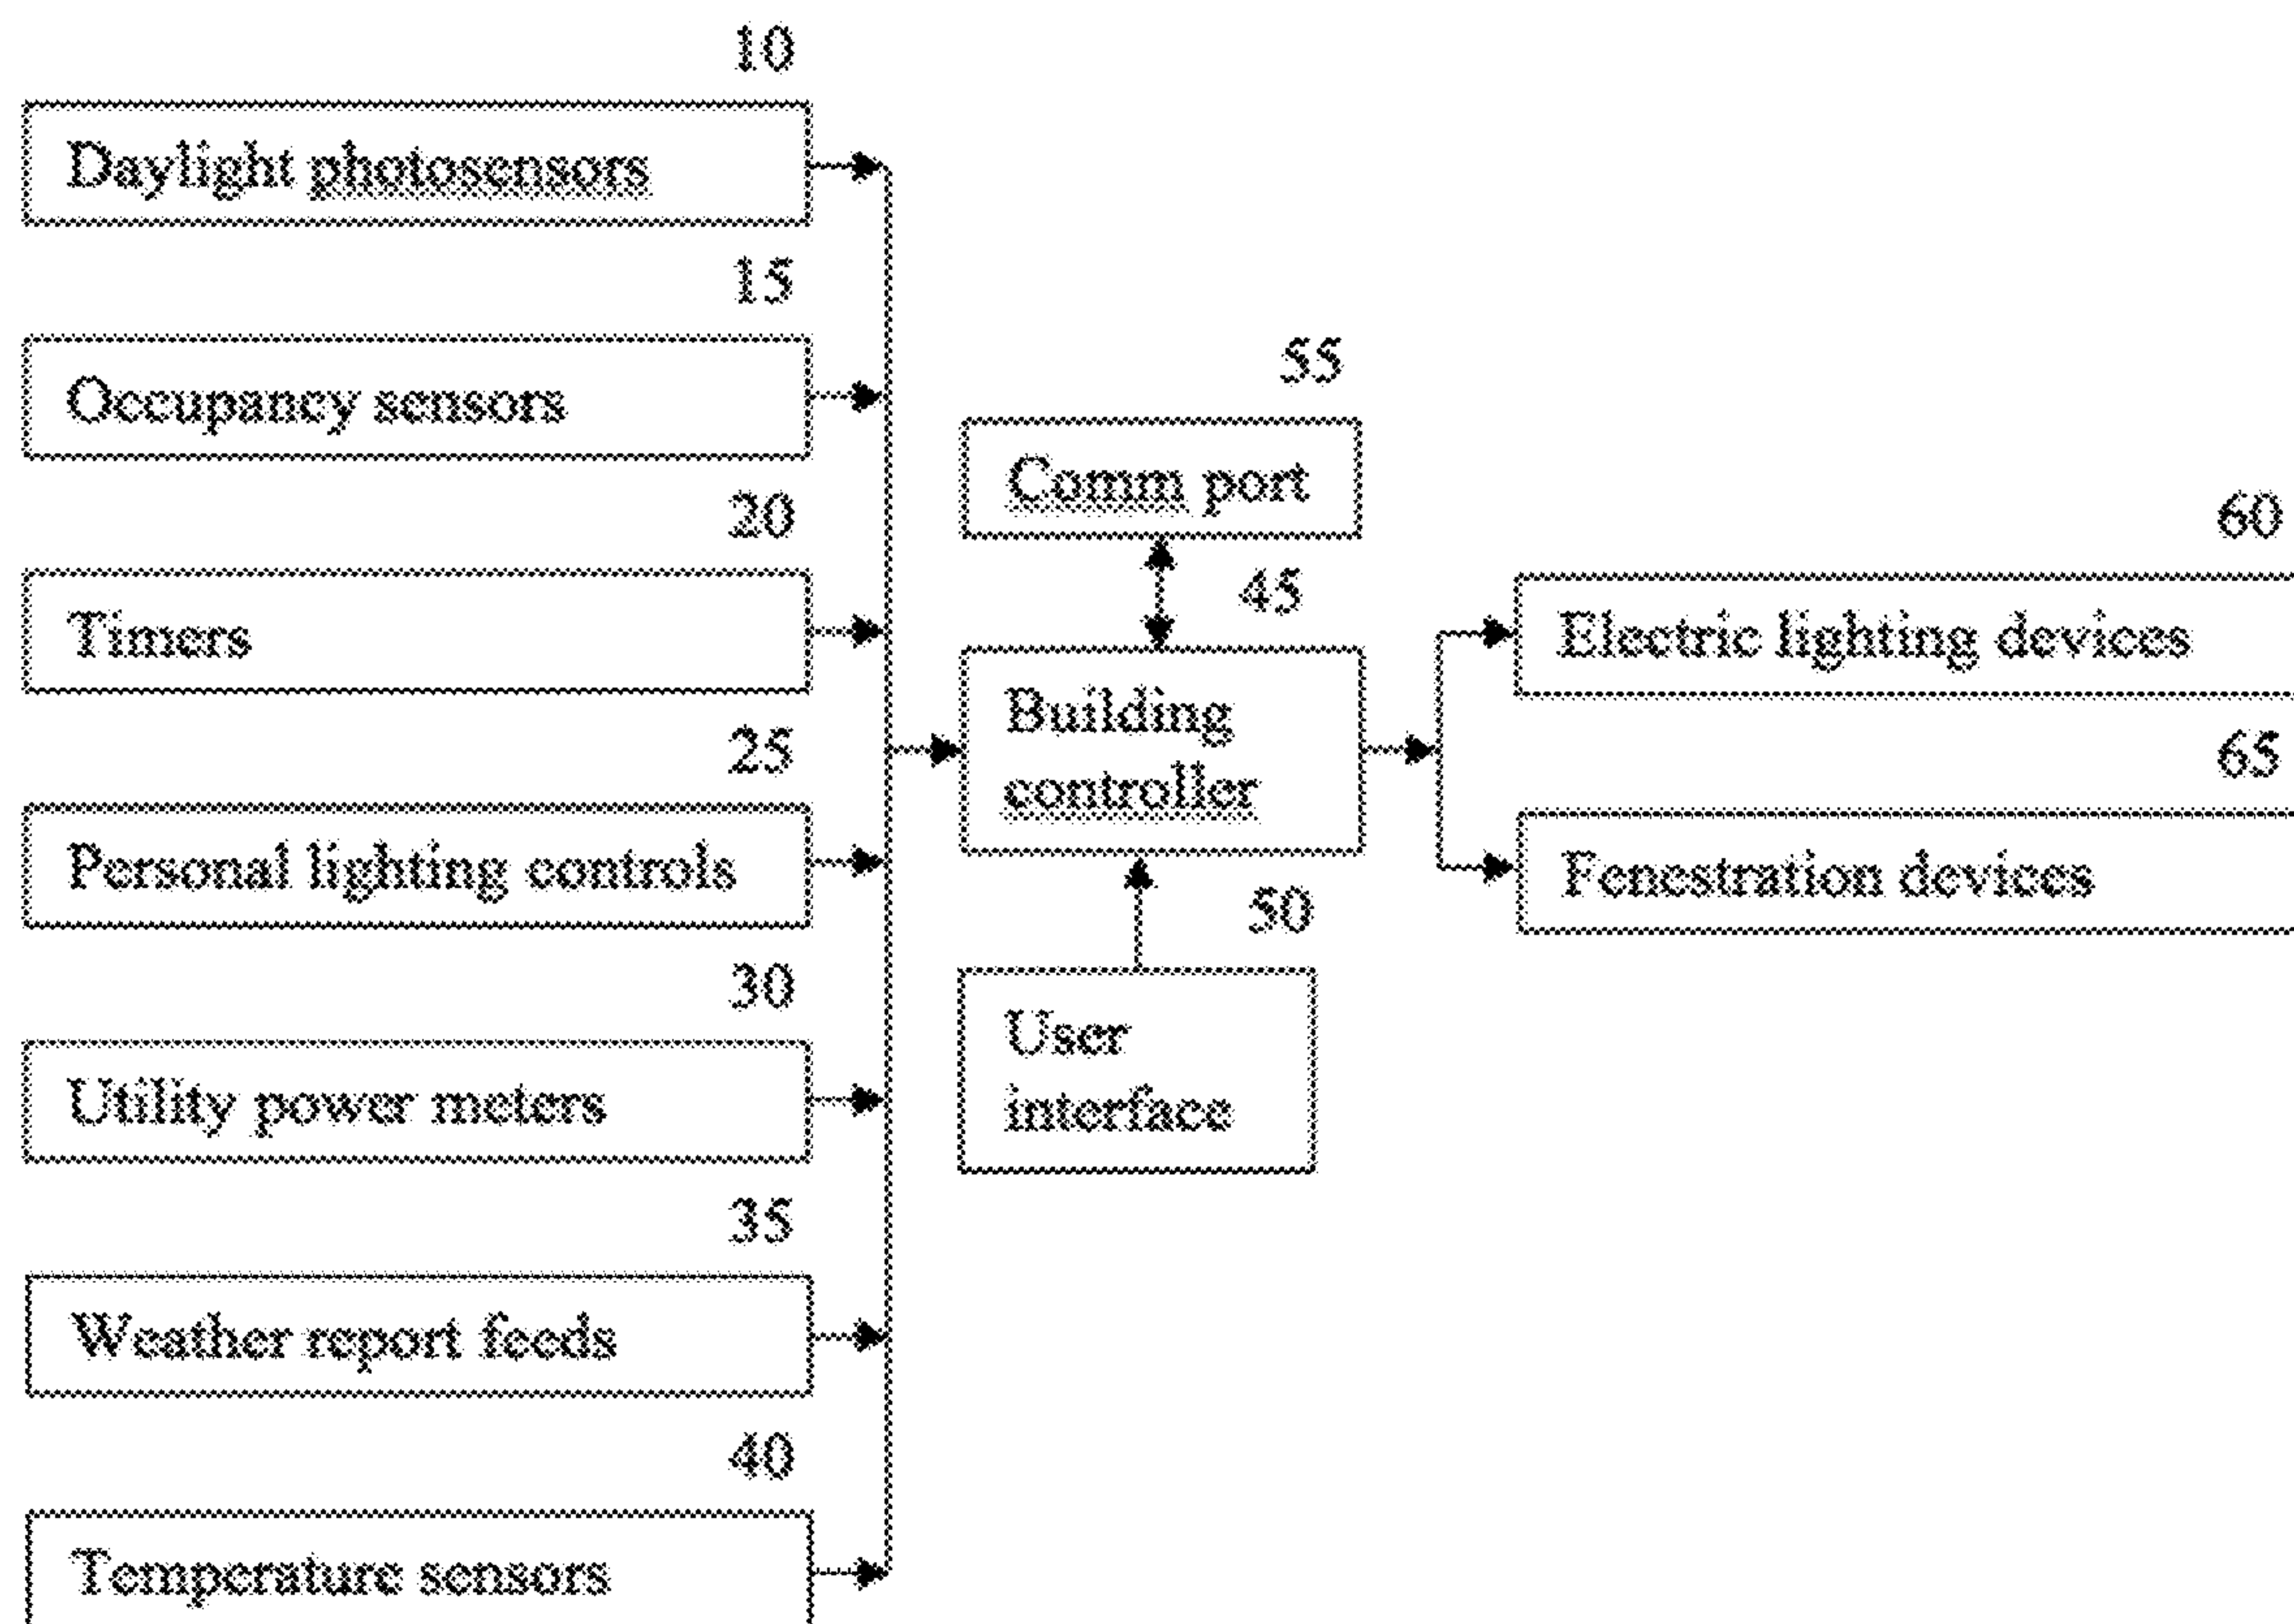 10
Daylight photosensors
15
Occupancy sensors
20
Timers
25
Personal lighting controls
30
Utility power meters
35
Weather report feeds
40
Temperature sensors
55
Comm port
45
Building
controller
50
User
interface
60
Electric lighting devices
65
Fenestration devices